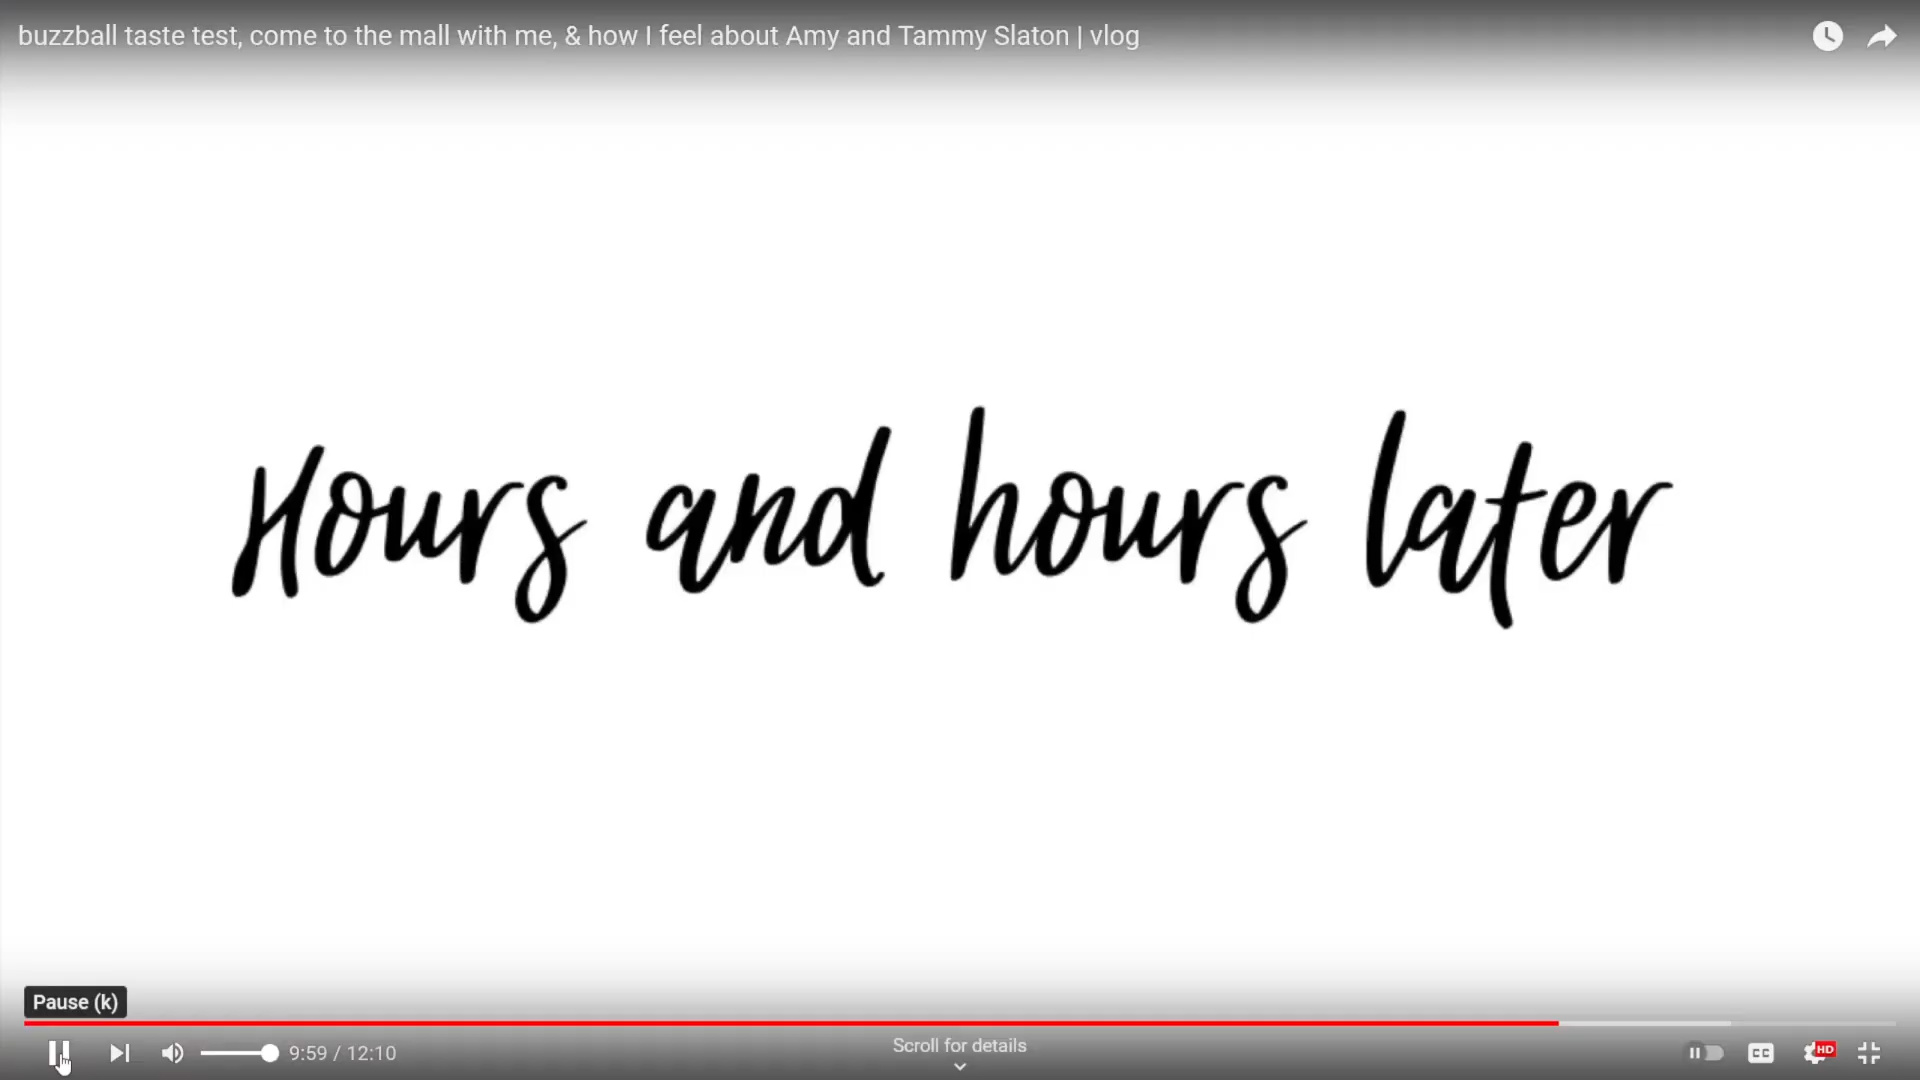 buzzball taste test, come to the mall with me, & how I feel about Amy and Tammy Slaton | vlog
Hours and hours later
Pause (k)
9:59 / 12:10
Scroll for details
CC
HD